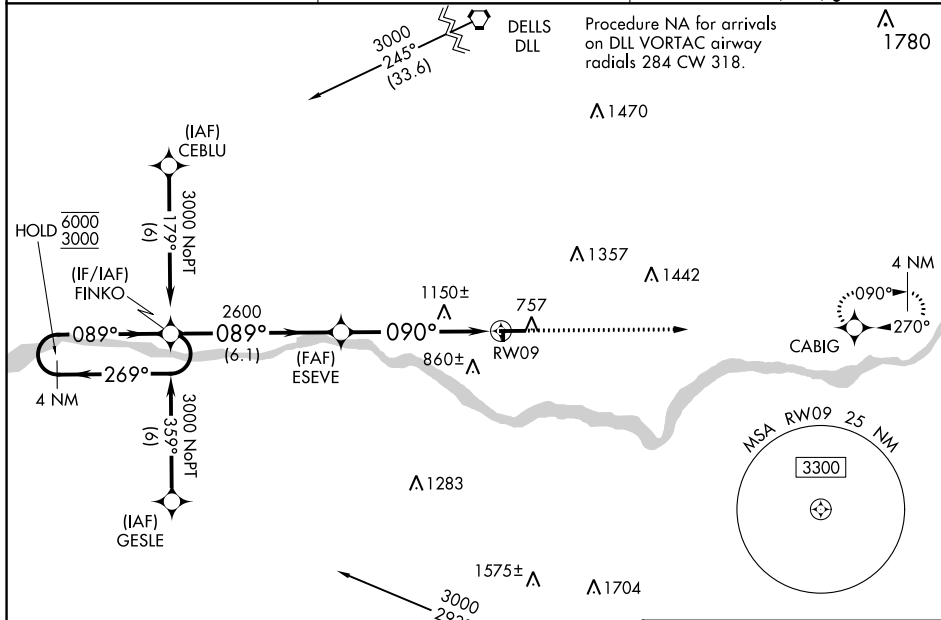 DELLS
DLL
3000
245°
(33.6)
Procedure NA for arrivals
on DLL VORTAC airway
radials 284 CW 318.
1780
1470
(IAF)
CEBLU
3000 NoPT
179°
(6)
HOLD 6000
3000
(IF/IAF)
FINKO
089°
2600
089°
(6.1)
269°
4 NM
(FAF)
ESEVE
090°
1150±
860±
757
RW09
1357
1442
4 NM
090°
270°
CABIG
3000 NoPT
359°
(6)
(IAF)
GESLE
1283
MSA RW09 25 NM
3300
1575±
1704
3000